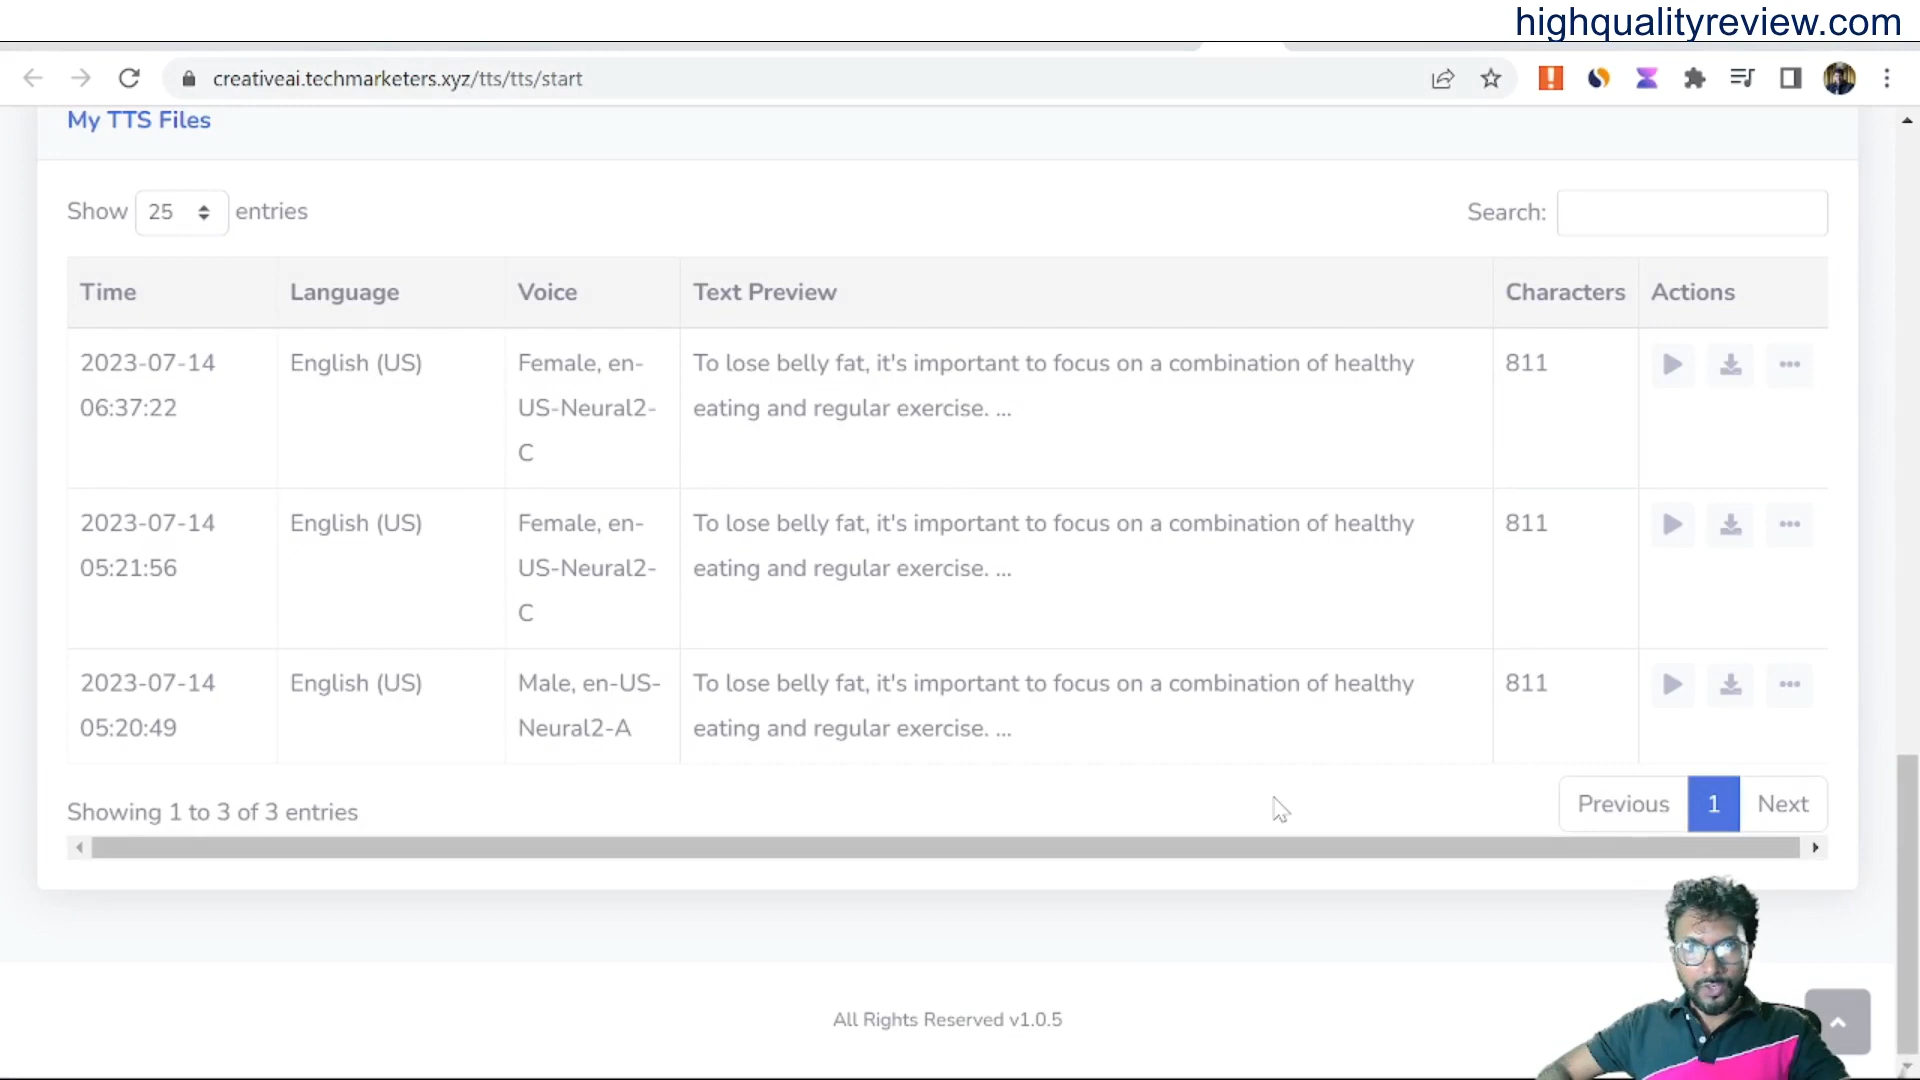 highqualityreview.com
creativeai.techmarketers.xyz/tts/tts/start
My TTS Files
Show 25 entries
Search:
Time Language Voice Text Preview Characters Actions
2023-07-14 English (US) Female, en- To lose belly fat, it's important to focus on a combination of healthy 811
06:37:22 US-Neural2- eating and regular exercise. ...
C
2023-07-14 English (US) Female, en- To lose belly fat, it's important to focus on a combination of healthy 811
05:21:56 US-Neural2- eating and regular exercise. ...
C
2023-07-14 English (US) Male, en-US- To lose belly fat, it's important to focus on a combination of healthy 811
05:20:49 Neural2-A eating and regular exercise. ...
Showing 1 to 3 of 3 entries
Previous 1 Next
All Rights Reserved v1.0.5